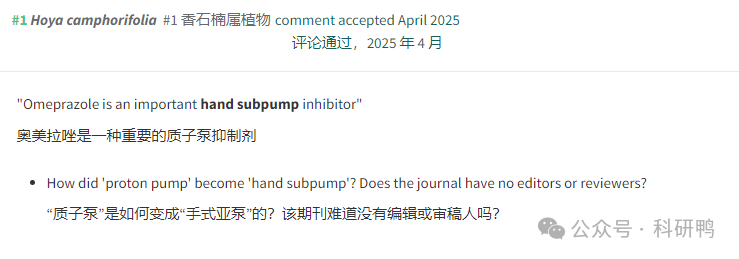 #1 Hoya camphorifolia #1 香石楠属植物 comment accepted April 2025
评论通过，2025 年 4 月
"Omeprazole is an important hand subpump inhibitor"
奥美拉唑是一种重要的质子泵抑制剂
• How did 'proton pump' become 'hand subpump'? Does the journal have no editors or reviewers?
“质子泵”是如何变成“手式亚泵”的？该期刊难道没有编辑或审稿人吗？
公众号 · 科研鸭